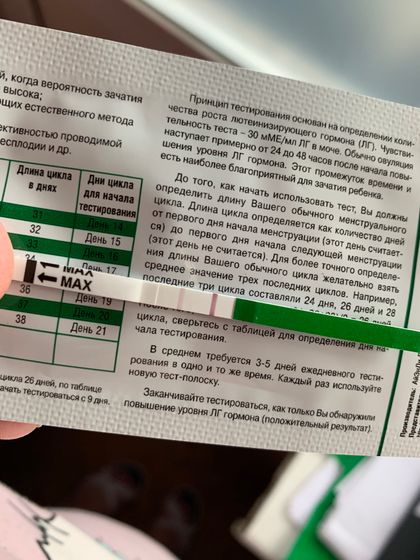 й, когда вероятность зачатия
высока;
ющих естественного метода
фективностью проводимой
есплодии и др.
Длина цикла в днях
Дни цикла для начала тестирования
31 День 14
32 День 15
33 День 16
34 День 17
36 День 19
37 День 20
38 День 21
цикла 26 дней, по таблице
ачать тестироваться с 9 дня.
MAX
MAX
Принцип тестирования основан на определении коли-
чества роста лютеинизирующего гормона (ЛГ). Чувстви-
тельность теста – 30 мМЕ/мл ЛГ в моче. Обычно овуляция
наступает примерно от 24 до 48 часов после начала повы-
шения уровня ЛГ гормона. Этот промежуток времени и
есть наиболее благоприятный для зачатия ребенка.
До того, как начать использовать тест, Вы должны
определить длину Вашего обычного менструального
цикла. Длина цикла определяется как количество дней
от первого дня менструации (этот день считает-
ся) до первого дня начала следующей менструации
(этот день не считается). Для более точного определе-
ния длины Вашего обычного цикла желательно взять
среднее значение трех последних циклов. Например,
последние три цикла составляли 24 дня, 26 дней и 28
цикла, сверьтесь с таблицей для определения дня на-
чала тестирования.
В среднем требуется 3-5 дней ежедневного тести-
рования в одно и то же время. Каждый раз используйте
новую тест-полоску.
Заканчивайте тестироваться, как только Вы обнаружили
повышение уровня ЛГ гормона (положительный результат).
Производитель: